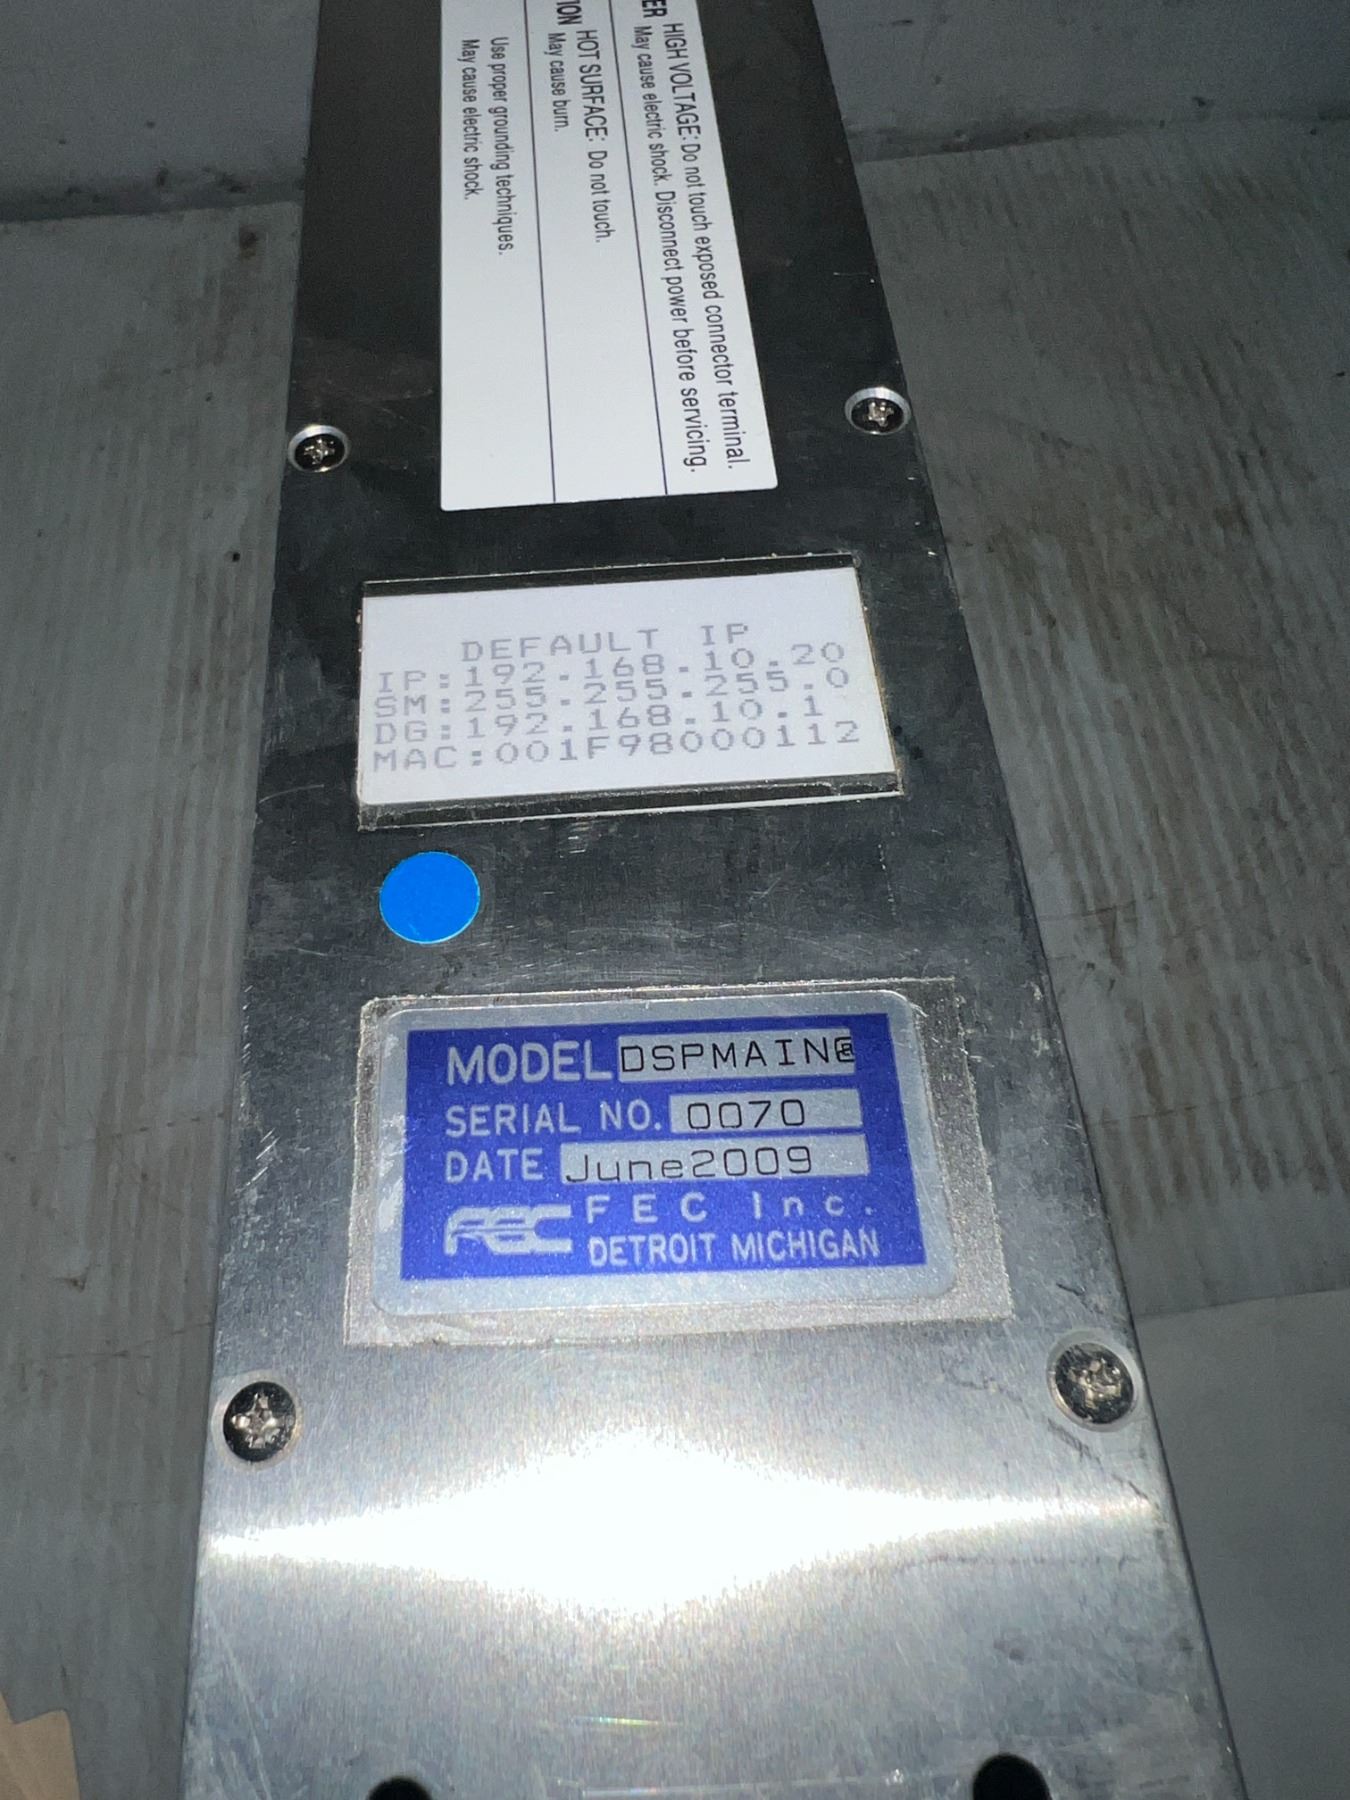 ER HIGH VOLTAGE: Do not touch exposed connector terminal.
May cause electric shock. Disconnect power before servicing.
ION HOT SURFACE: Do not touch.
May cause burn.
Use proper grounding techniques.
May cause electric shock.
DEFAULT IP
IP:192.168.10.20
SM:255.255.255.0
DG:192.168.10.1
MAC:001F98000112
MODEL DSPMAIN
SERIAL NO. 0070
DATE June2009
FEC FEC Inc.
DETROIT MICHIGAN